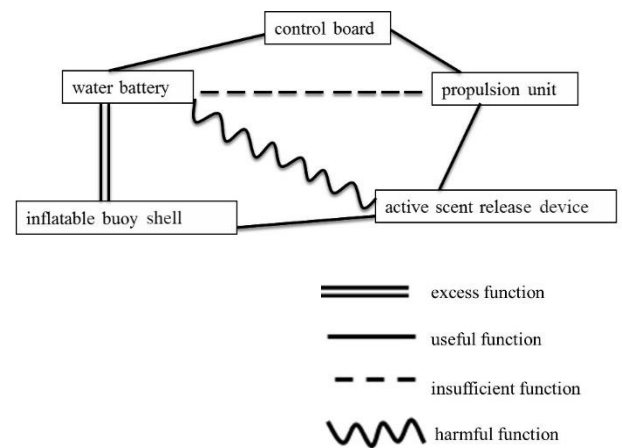 control board
water battery
propulsion unit
inflatable buoy shell
active scent release device
excess function
useful function
insufficient function
harmful function